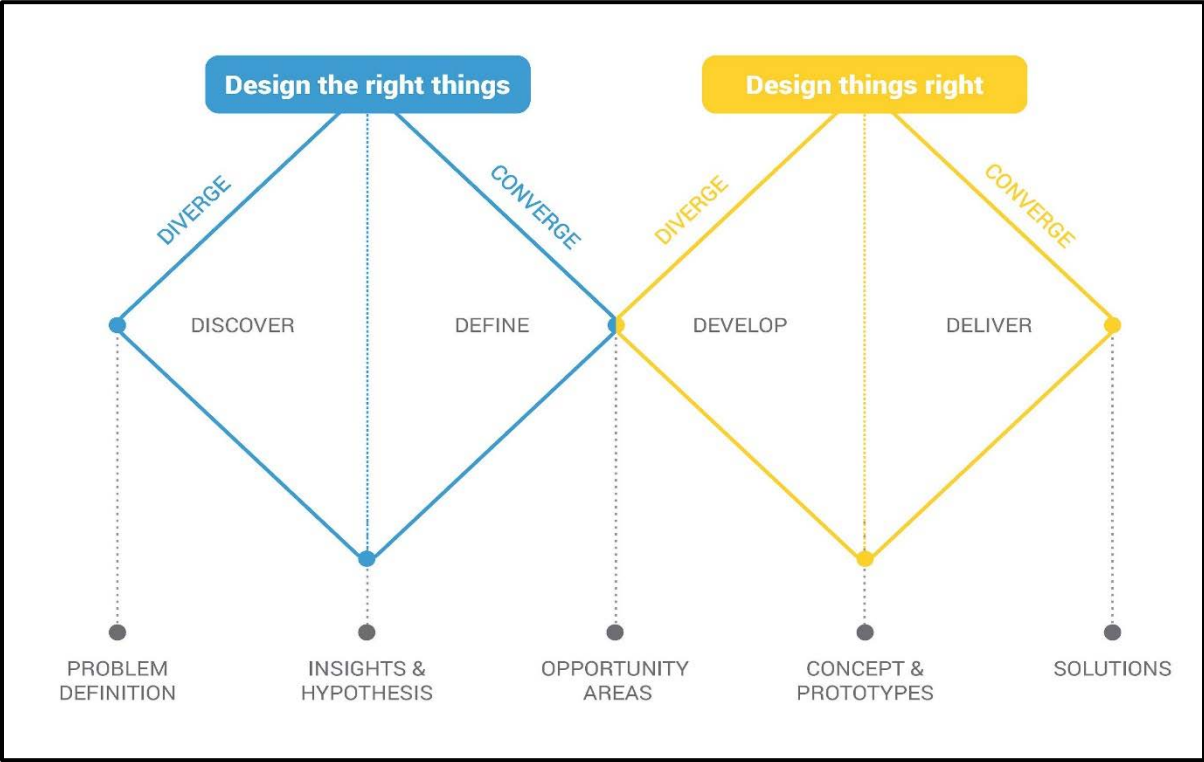 Design the right things
Design things right
DIVERGE
CONVERGE
DIVERGE
CONVERGE
DISCOVER
DEFINE
DEVELOP
DELIVER
PROBLEM
DEFINITION
INSIGHTS &
HYPOTHESIS
OPPORTUNITY
AREAS
CONCEPT &
PROTOTYPES
SOLUTIONS